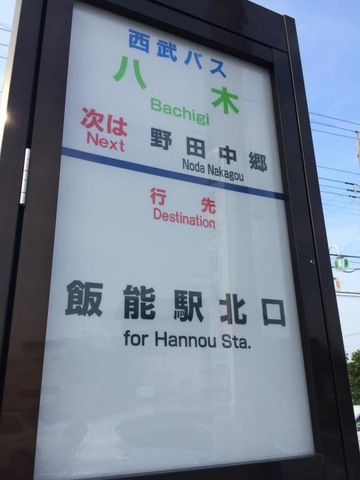 西武バス
八木
Bachigi
次は 野田中郷
Next Noda Nakagou
行先
Destination
飯能駅北口
for Hannou Sta.